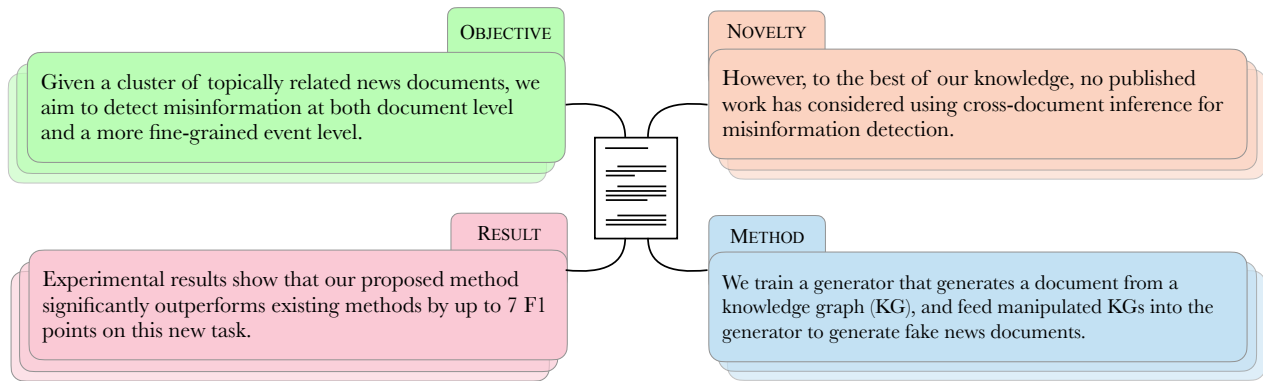 OBJECTIVE
Given a cluster of topically related news documents, we
aim to detect misinformation at both document level
and a more fine-grained event level.
NOVELTY
However, to the best of our knowledge, no published
work has considered using cross-document inference for
misinformation detection.
RESULT
Experimental results show that our proposed method
significantly outperforms existing methods by up to 7 F1
points on this new task.
METHOD
We train a generator that generates a document from a
knowledge graph (KG), and feed manipulated KGs into the
generator to generate fake news documents.